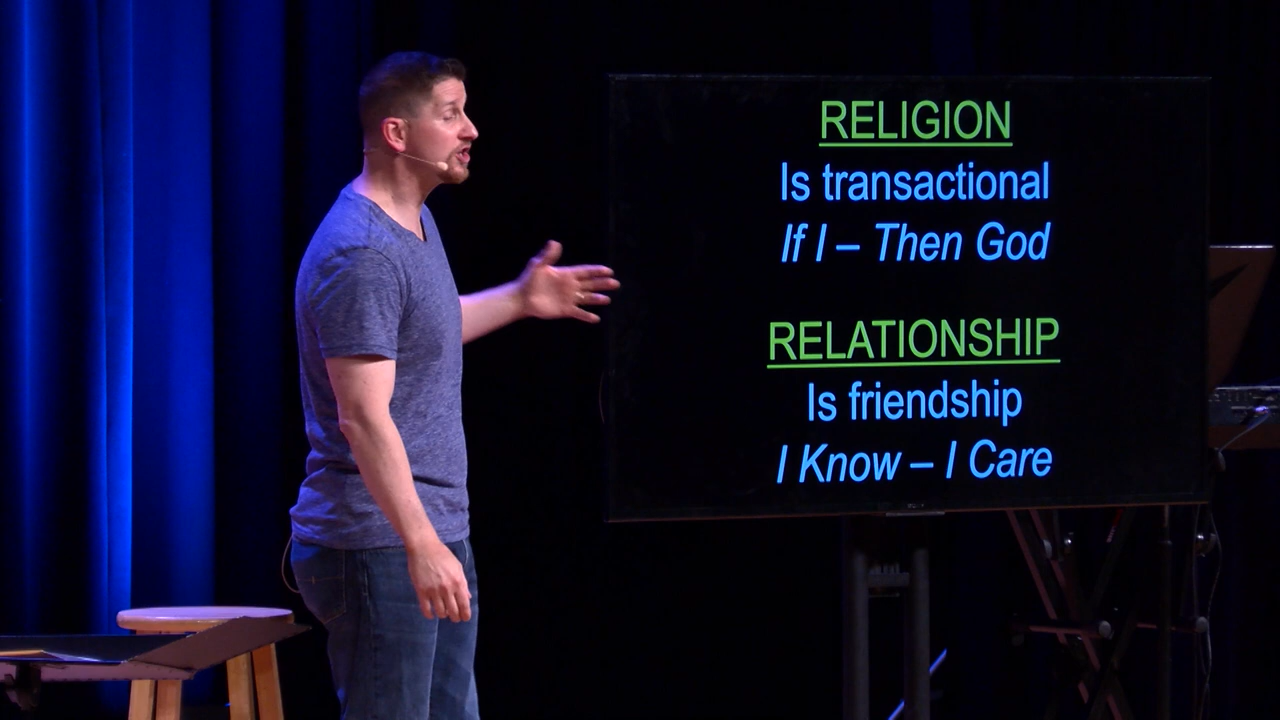 RELIGION
Is transactional
If I – Then God
RELATIONSHIP
Is friendship
I Know – I Care